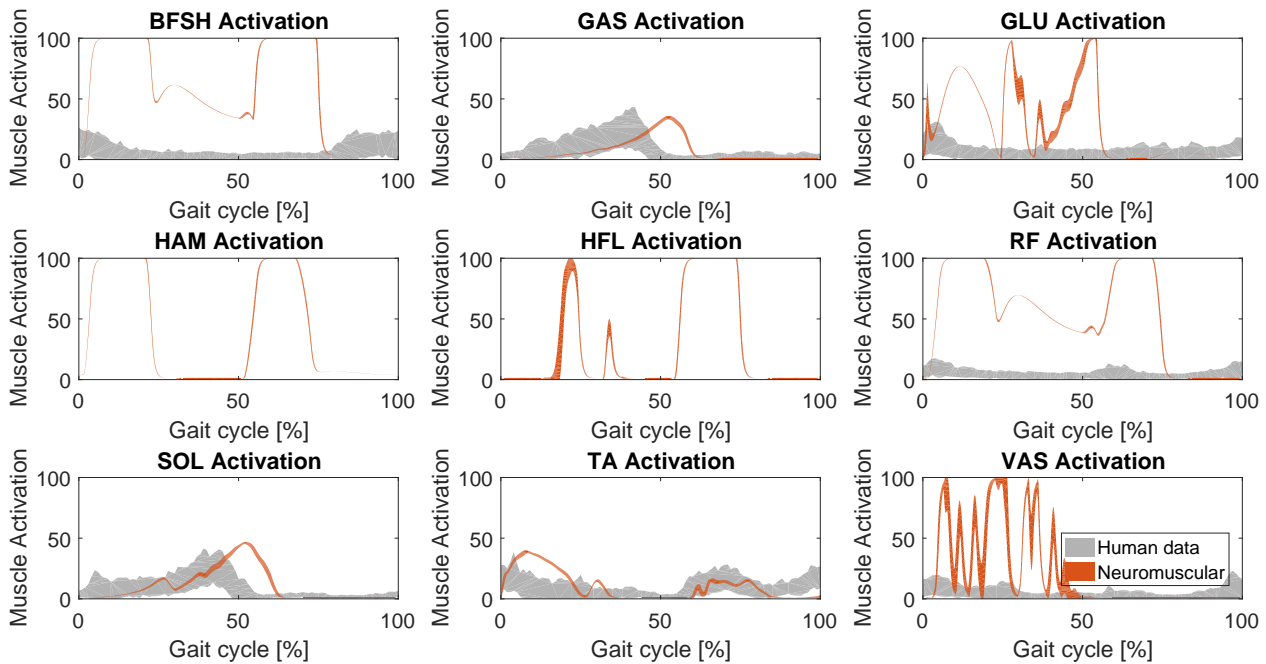 BFSH Activation
Muscle Activation
100
50
0
0 50 100
Gait cycle [%]
GAS Activation
Muscle Activation
100
50
0
0 50 100
Gait cycle [%]
GLU Activation
Muscle Activation
100
50
0
0 50 100
Gait cycle [%]
HAM Activation
Muscle Activation
100
50
0
0 50 100
Gait cycle [%]
HFL Activation
Muscle Activation
100
50
0
0 50 100
Gait cycle [%]
RF Activation
Muscle Activation
100
50
0
0 50 100
Gait cycle [%]
SOL Activation
Muscle Activation
100
50
0
0 50 100
Gait cycle [%]
TA Activation
Muscle Activation
100
50
0
0 50 100
Gait cycle [%]
VAS Activation
Muscle Activation
100
50
0
Human data
Neuromuscular
0 50 100
Gait cycle [%]